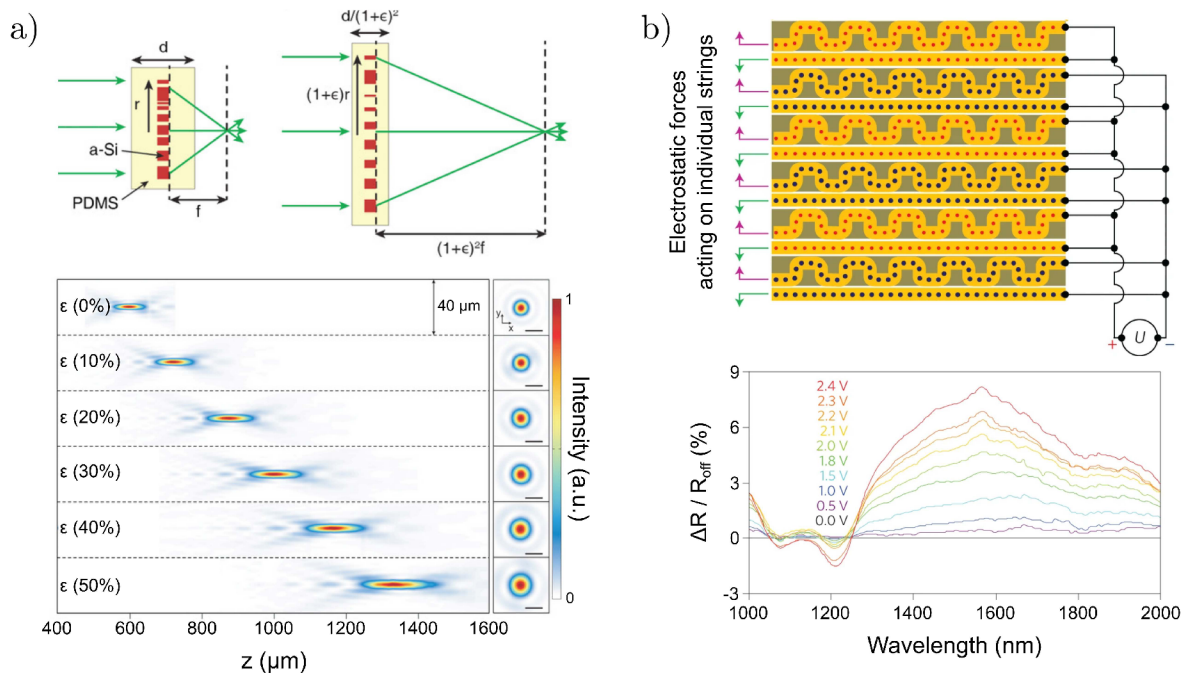 a)
d
r
a-Si
PDMS
f
d/(1+ϵ)²
(1+ϵ)r
(1+ϵ)²f
ε (0%)
ε (10%)
ε (20%)
ε (30%)
ε (40%)
ε (50%)
40 µm
y
x
1
0
Intensity (a.u.)
400 600 800 1000 1200 1400 1600
z (µm)
b)
Electrostatic forces
acting on individual strings
+ U −
9
6
3
0
-3
ΔR / Roff (%)
2.4 V
2.3 V
2.2 V
2.1 V
2.0 V
1.8 V
1.5 V
1.0 V
0.5 V
0.0 V
1000 1200 1400 1600 1800 2000
Wavelength (nm)